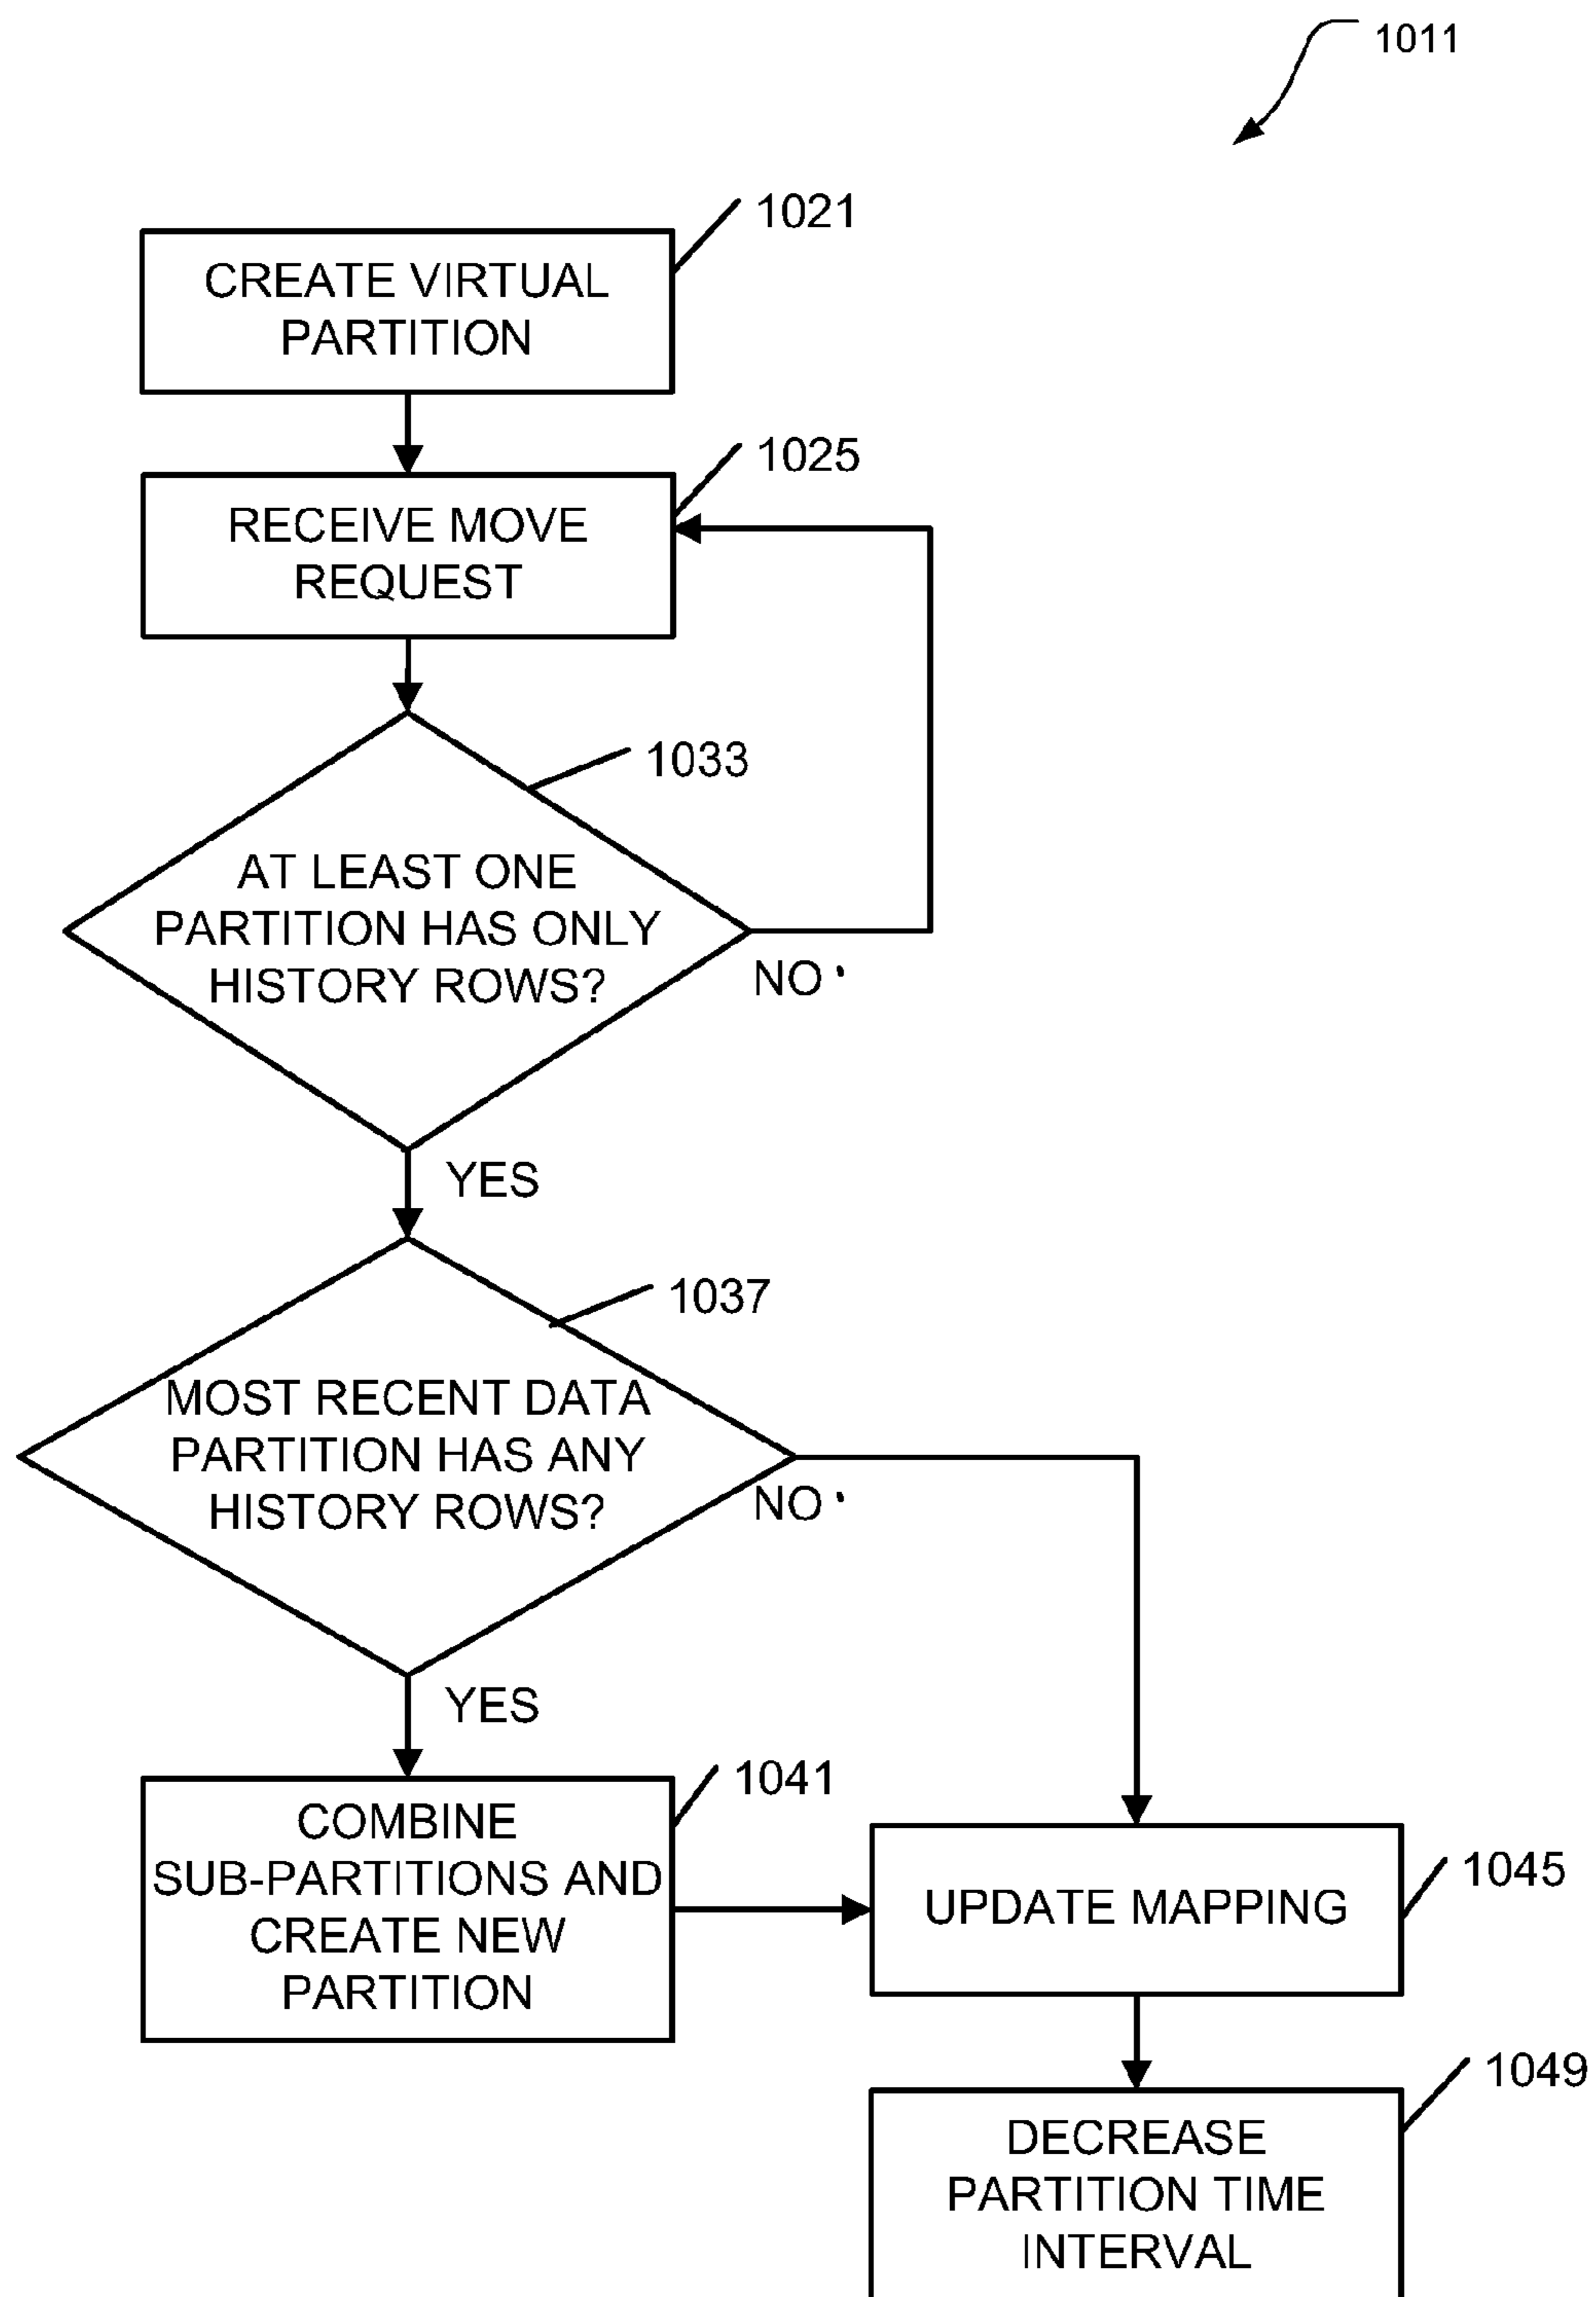 1011
1021
CREATE VIRTUAL
PARTITION
1025
RECEIVE MOVE
REQUEST
1033
AT LEAST ONE
PARTITION HAS ONLY
HISTORY ROWS?
NO
YES
1037
MOST RECENT DATA
PARTITION HAS ANY
HISTORY ROWS?
NO
YES
1041
COMBINE
SUB-PARTITIONS AND
CREATE NEW
PARTITION
1045
UPDATE MAPPING
1049
DECREASE
PARTITION TIME
INTERVAL